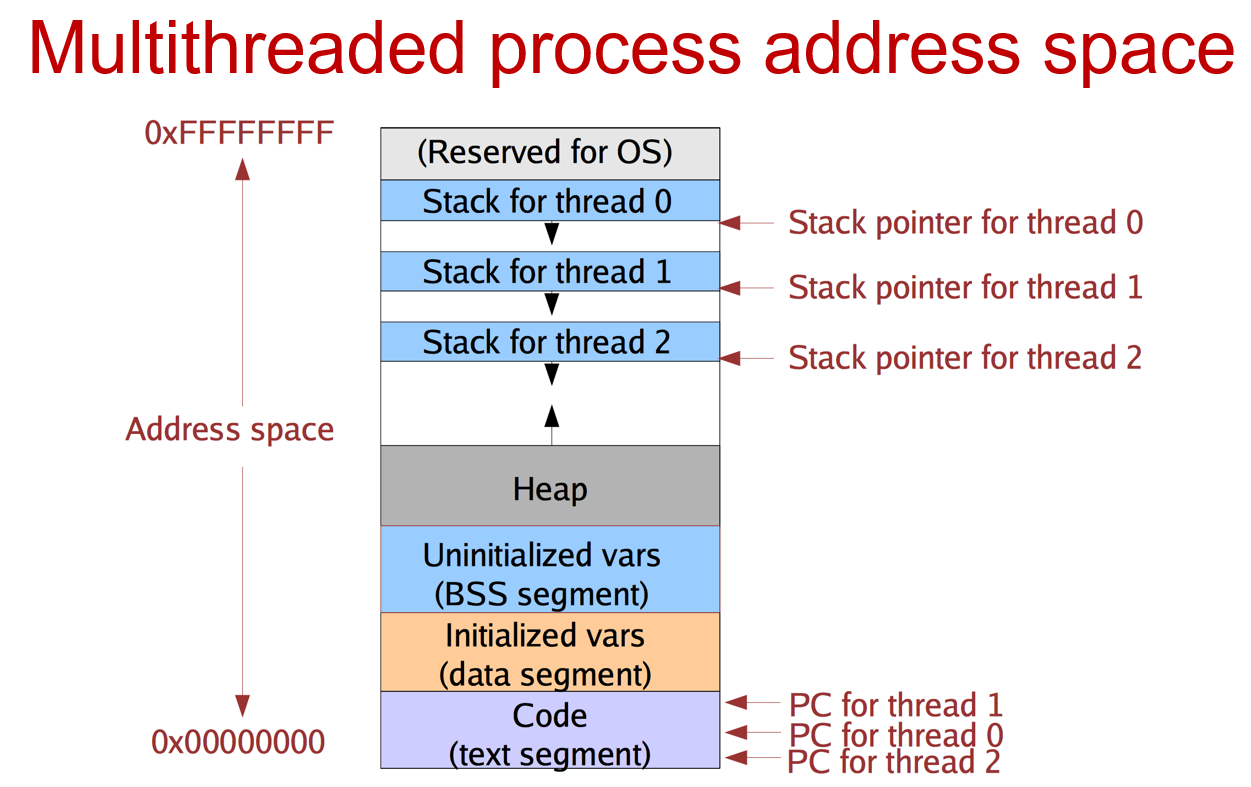 Multithreaded process address space
0xFFFFFFFF
(Reserved for OS)
Stack for thread 0
Stack pointer for thread 0
Stack for thread 1
Stack pointer for thread 1
Stack for thread 2
Stack pointer for thread 2
Address space
Heap
Uninitialized vars
(BSS segment)
Initialized vars
(data segment)
Code
(text segment)
PC for thread 1
PC for thread 0
PC for thread 2
0x00000000